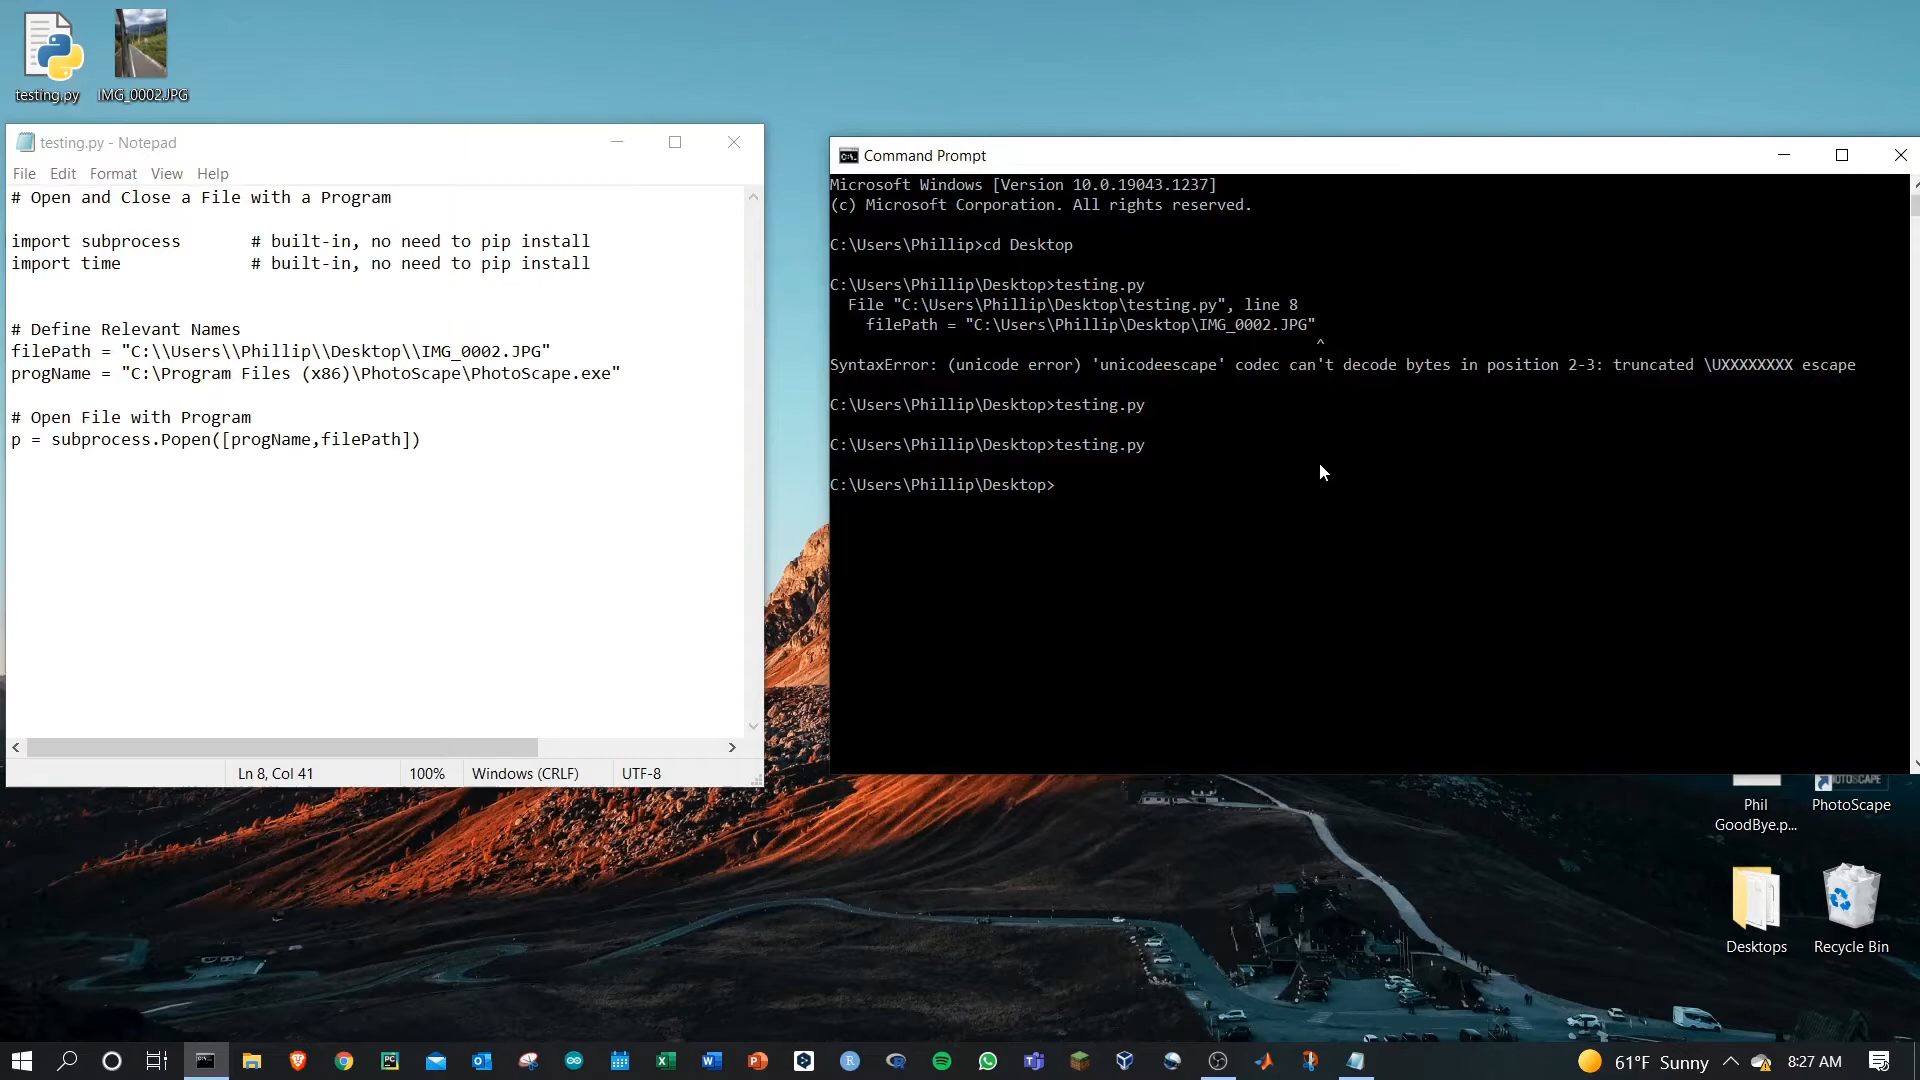 testing.py
IMG_0002.JPG
testing.py - Notepad
File Edit Format View Help
# Open and Close a File with a Program
import subprocess # built-in, no need to pip install
import time # built-in, no need to pip install
# Define Relevant Names
filePath = "C:\\Users\\Phillip\\Desktop\\IMG_0002.JPG"
progName = "C:\Program Files (x86)\PhotoScape\PhotoScape.exe"
# Open File with Program
p = subprocess.Popen([progName,filePath])
Ln 8, Col 41 100% Windows (CRLF) UTF-8
Command Prompt
Microsoft Windows [Version 10.0.19043.1237]
(c) Microsoft Corporation. All rights reserved.
C:\Users\Phillip>cd Desktop
C:\Users\Phillip\Desktop>testing.py
File "C:\Users\Phillip\Desktop\testing.py", line 8
filePath = "C:\Users\Phillip\Desktop\IMG_0002.JPG"
^
SyntaxError: (unicode error) 'unicodeescape' codec can't decode bytes in position 2-3: truncated \UXXXXXXXX escape
C:\Users\Phillip\Desktop>testing.py
C:\Users\Phillip\Desktop>testing.py
C:\Users\Phillip\Desktop>
Phil
GoodBye.p...
PhotoScape
Desktops
Recycle Bin
61°F Sunny
8:27 AM